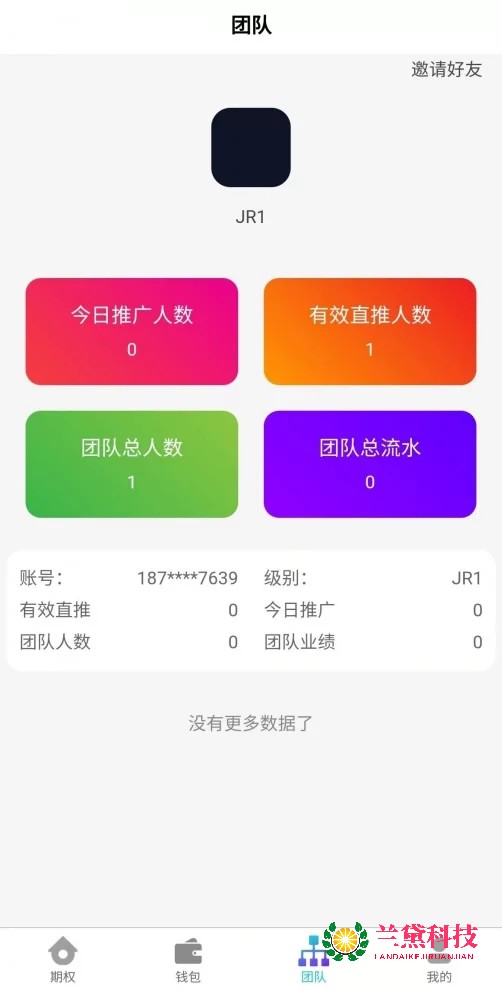 团队
邀请好友
JR1
今日推广人数
0
有效直推人数
1
团队总人数
1
团队总流水
0
账号：
187****7639
级别：
JR1
有效直推
0
今日推广
0
团队人数
0
团队业绩
0
没有更多数据了
期权
钱包
团队
我的
兰黛科技
LANDAIKEJIRUANJIAN